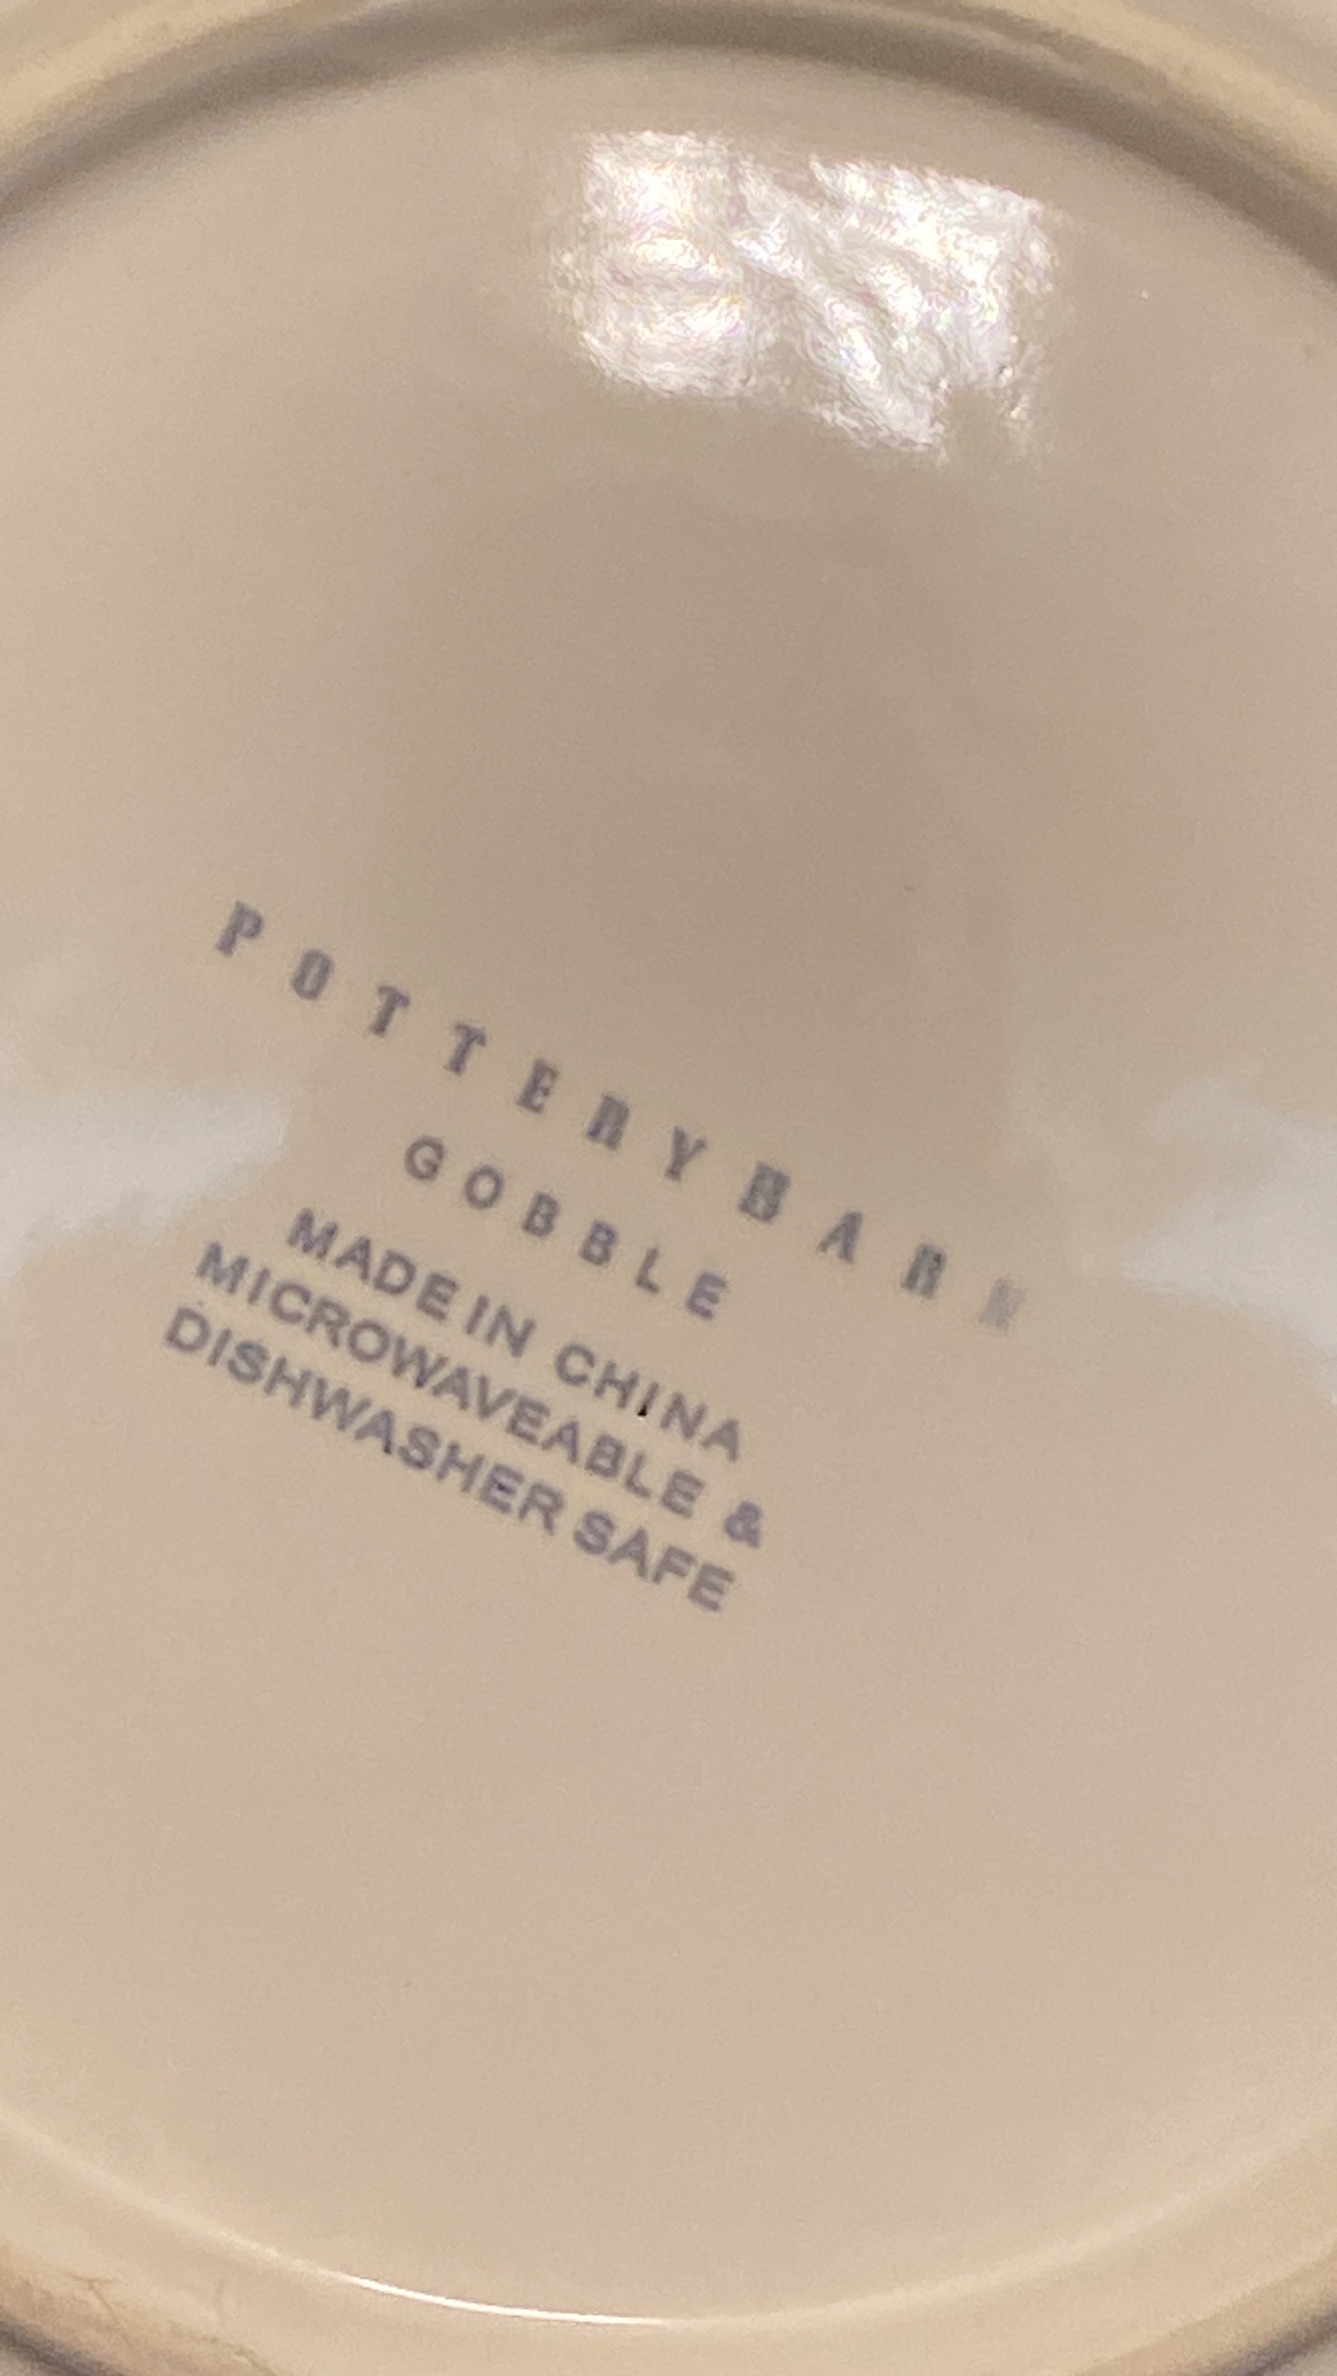 POTTERYBARN
GOBBLE
MADE IN CHINA
MICROWAVEABLE &
DISHWASHER SAFE